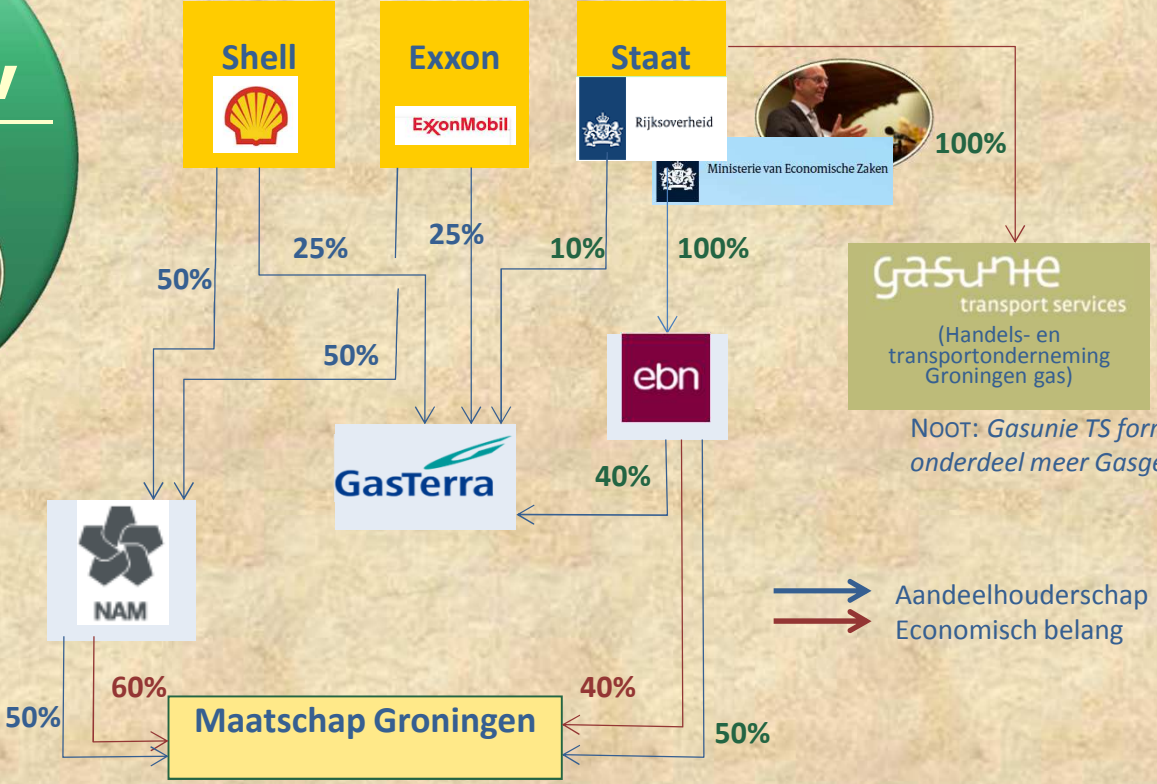 v
Shell
Exxon
Staat
ExxonMobil
Rijksoverheid
Ministerie van Economische Zaken
100%
25%
25%
10%
100%
50%
50%
gasunie
transport services
(Handels- en
transportonderneming
Groningen gas)
ebn
NOOT: Gasunie TS for
onderdeel meer Gasge
GasTerra
40%
NAM
Aandeelhouderschap
Economisch belang
60%
40%
50%
Maatschap Groningen
50%